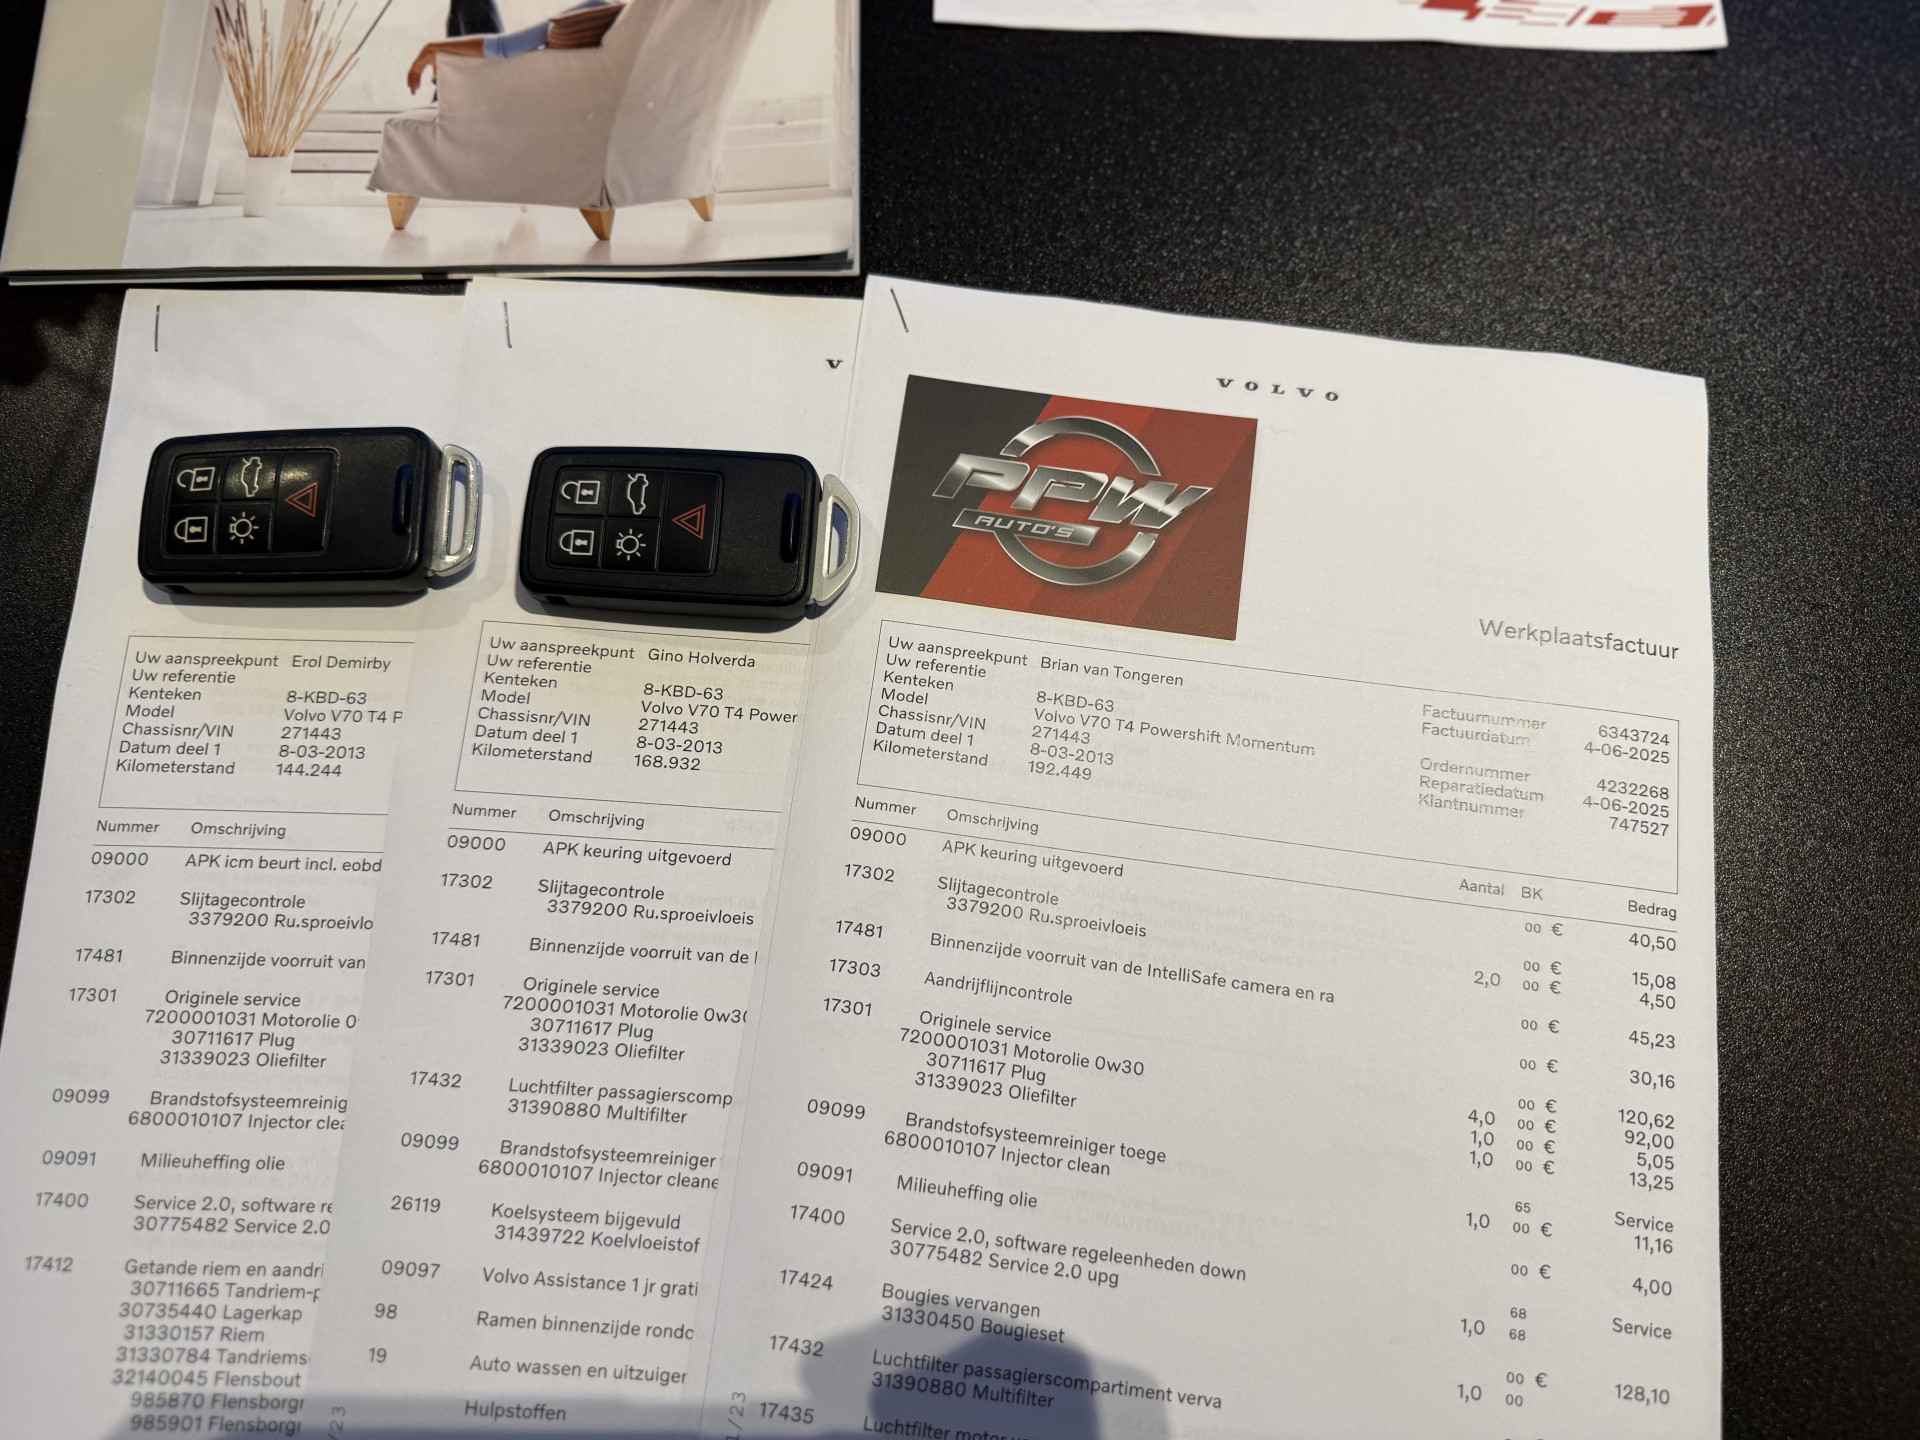 Uw aanspreekpunt Erol Demirby
Uw referentie
Kenteken 8-KBD-63
Model Volvo V70 T4 P
Chassisnr/VIN 271443
Datum deel 1 8-03-2013
Kilometerstand 144.244
Nummer Omschrijving
09000 APK icm beurt incl. eobd
17302 Slijtagecontrole
3379200 Ru.sproeivlo
17481 Binnenzijde voorruit van
17301 Originele service
7200001031 Motorolie 0
30711617 Plug
31339023 Oliefilter
09099 Brandstofsysteemreinig
6800010107 Injector clea
09091 Milieuheffing olie
17400 Service 2.0, software re
30775482 Service 2.0
17412 Getande riem en aandri
30711665 Tandriem-p
30735440 Lagerkap
31330157 Riem
31330784 Tandriems
32140045 Flensbout
985870 Flensborgr
985901 Flensborgr
/23
V
Uw aanspreekpunt Gino Holverda
Uw referentie
Kenteken 8-KBD-63
Model Volvo V70 T4 Power
Chassisnr/VIN 271443
Datum deel 1 8-03-2013
Kilometerstand 168.932
Nummer Omschrijving
09000 APK keuring uitgevoerd
17302 Slijtagecontrole
3379200 Ru.sproeivloeis
17481 Binnenzijde voorruit van de I
17301 Originele service
7200001031 Motorolie 0w30
30711617 Plug
31339023 Oliefilter
17432 Luchtfilter passagierscomp
31390880 Multifilter
09099 Brandstofsysteemreiniger
6800010107 Injector cleane
26119 Koelsysteem bijgevuld
31439722 Koelvloeistof
09097 Volvo Assistance 1 jr grati
98 Ramen binnenzijde rondc
19 Auto wassen en uitzuiger
Hulpstoffen
1/23
VOLVO
PPW
AUTO'S
Werkplaatsfactuur
Uw aanspreekpunt Brian van Tongeren
Uw referentie
Kenteken 8-KBD-63
Model Volvo V70 T4 Powershift Momentum
Chassisnr/VIN 271443
Datum deel 1 8-03-2013
Kilometerstand 192.449
Factuurnummer 6343724
Factuurdatum 4-06-2025
Ordernummer 4232268
Reparatiedatum 4-06-2025
Klantnummer 747527
Nummer Omschrijving Aantal BK Bedrag
09000 APK keuring uitgevoerd 00 € 40,50
17302 Slijtagecontrole 00 € 15,08
3379200 Ru.sproeivloeis 2,0 00 € 4,50
17481 Binnenzijde voorruit van de IntelliSafe camera en ra 00 € 45,23
17303 Aandrijflijncontrole 00 € 30,16
17301 Originele service 00 € 120,62
7200001031 Motorolie 0w30 4,0 00 € 92,00
30711617 Plug 1,0 00 € 5,05
31339023 Oliefilter 1,0 00 € 13,25
09099 Brandstofsysteemreiniger toege 65 Service
6800010107 Injector clean 1,0 00 € 11,16
09091 Milieuheffing olie 00 € 4,00
17400 Service 2.0, software regeleenheden down 68 Service
30775482 Service 2.0 upg 1,0 68
17424 Bougies vervangen 00 € 128,10
31330450 Bougieset 1,0 00
17432 Luchtfilter passagierscompartiment verva
31390880 Multifilter
17435